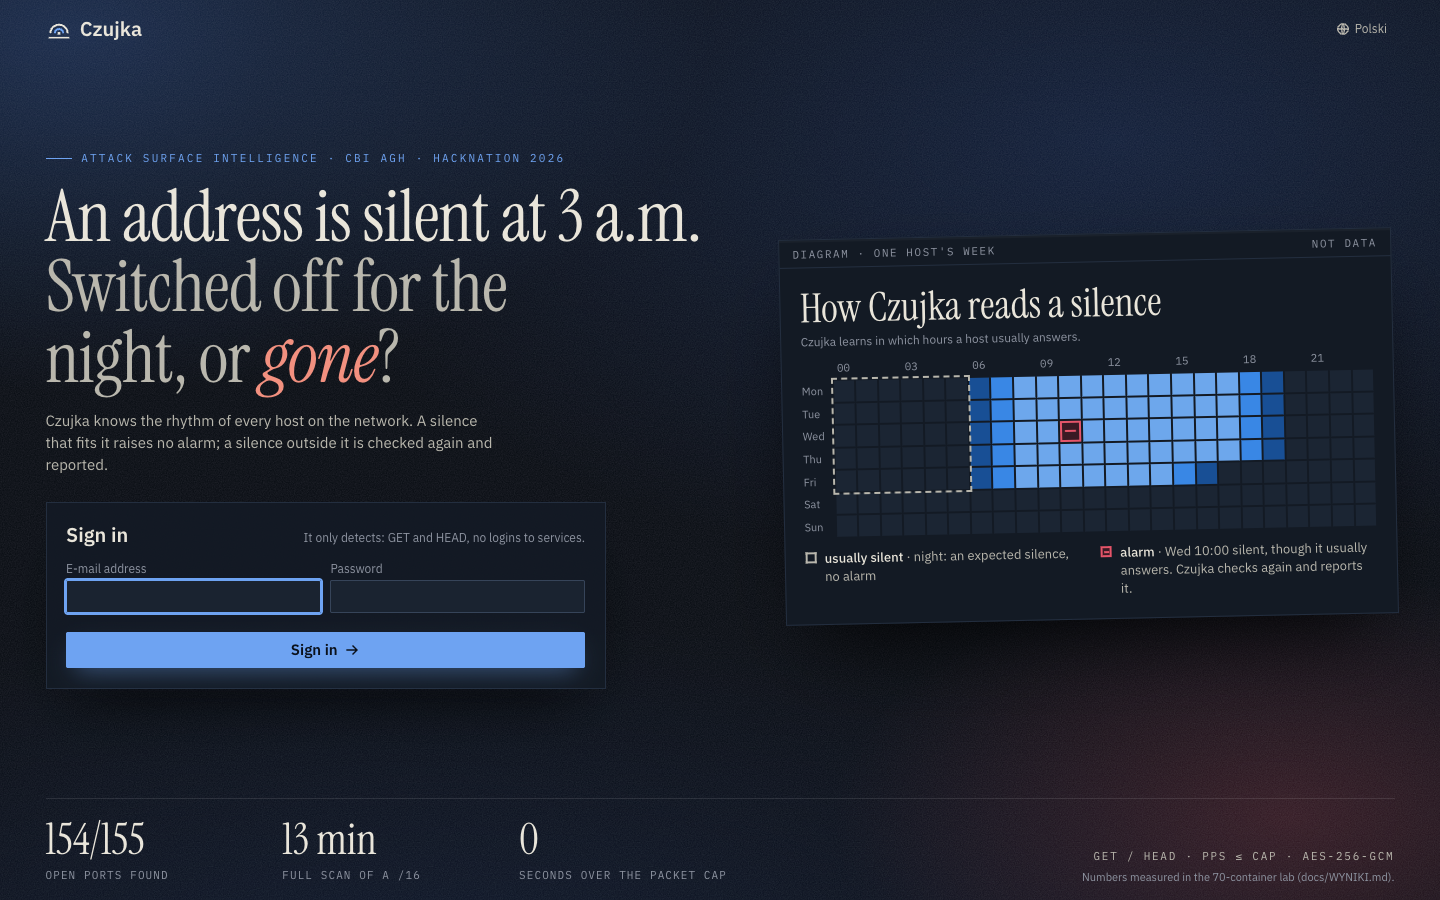 Czujka
Polski
ATTACK SURFACE INTELLIGENCE · CBI AGH · HACKNATION 2026
An address is silent at 3 a.m.
Switched off for the
night, or gone?
Czujka knows the rhythm of every host on the network. A silence
that fits it raises no alarm; a silence outside it is checked again and
reported.
Sign in
It only detects: GET and HEAD, no logins to services.
E-mail address
Password
Sign in →
DIAGRAM · ONE HOST'S WEEK
NOT DATA
How Czujka reads a silence
Czujka learns in which hours a host usually answers.
00 03 06 09 12 15 18 21
Mon
Tue
Wed
Thu
Fri
Sat
Sun
usually silent · night: an expected silence,
no alarm
alarm · Wed 10:00 silent, though it usually
answers. Czujka checks again and reports
it.
154/155
OPEN PORTS FOUND
13 min
FULL SCAN OF A /16
0
SECONDS OVER THE PACKET CAP
GET / HEAD · PPS ≤ CAP · AES-256-GCM
Numbers measured in the 70-container lab (docs/WYNIKI.md).